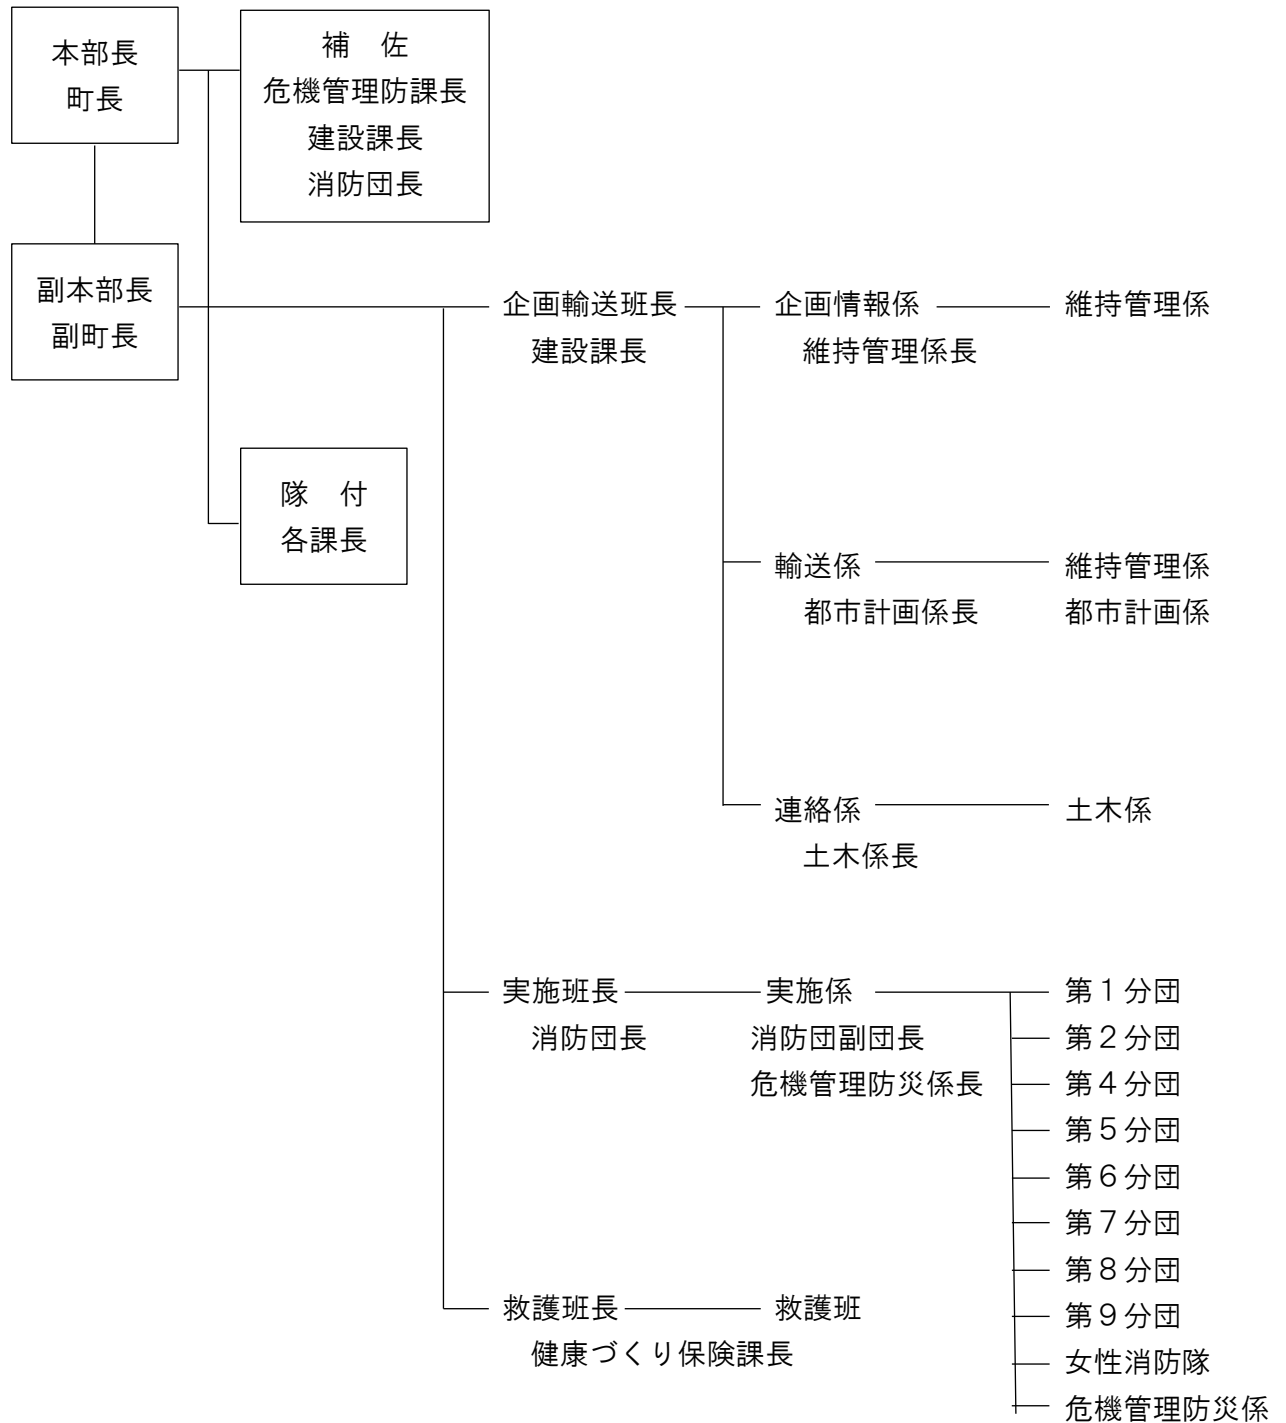 本部長
町長
補　佐
危機管理防課長
建設課長
消防団長
副本部長
副町長
企画輸送班長
建設課長
企画情報係
維持管理係長
維持管理係
隊　付
各課長
輸送係
都市計画係長
維持管理係
都市計画係
連絡係
土木係長
土木係
実施班長
消防団長
実施係
消防団副団長
危機管理防災係長
第１分団
第２分団
第４分団
第５分団
第６分団
第７分団
第８分団
第９分団
女性消防隊
危機管理防災係
救護班長
健康づくり保険課長
救護班